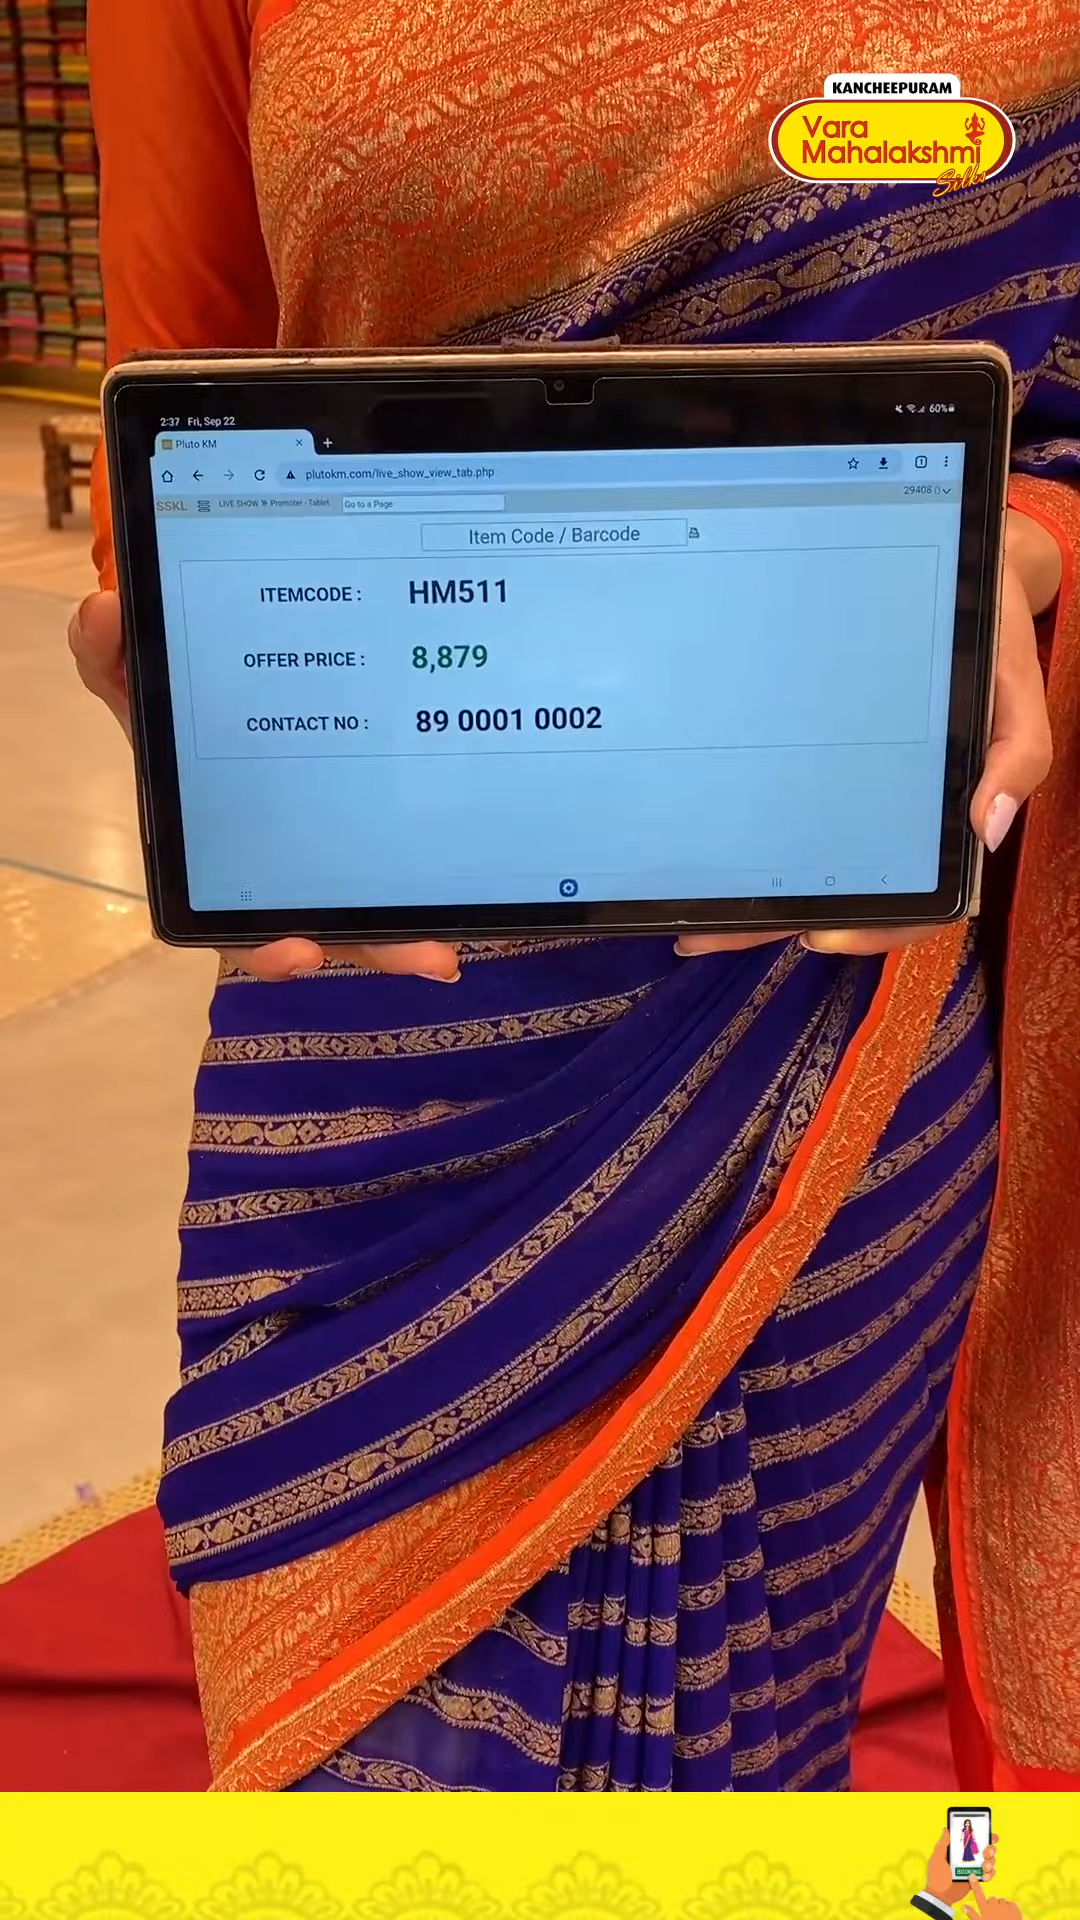 KANCHEEPURAM
Vara
Mahalakshmi
Silks
2:37 Fri, Sep 22
60%
Pluto KM
plutokm.com/live_show_view_tab.php
29408 ()
SSKL LIVE SHOW » Promoter - Tablet Go to a Page
Item Code / Barcode
ITEMCODE : HM511
OFFER PRICE : 8,879
CONTACT NO : 89 0001 0002
BOOKING